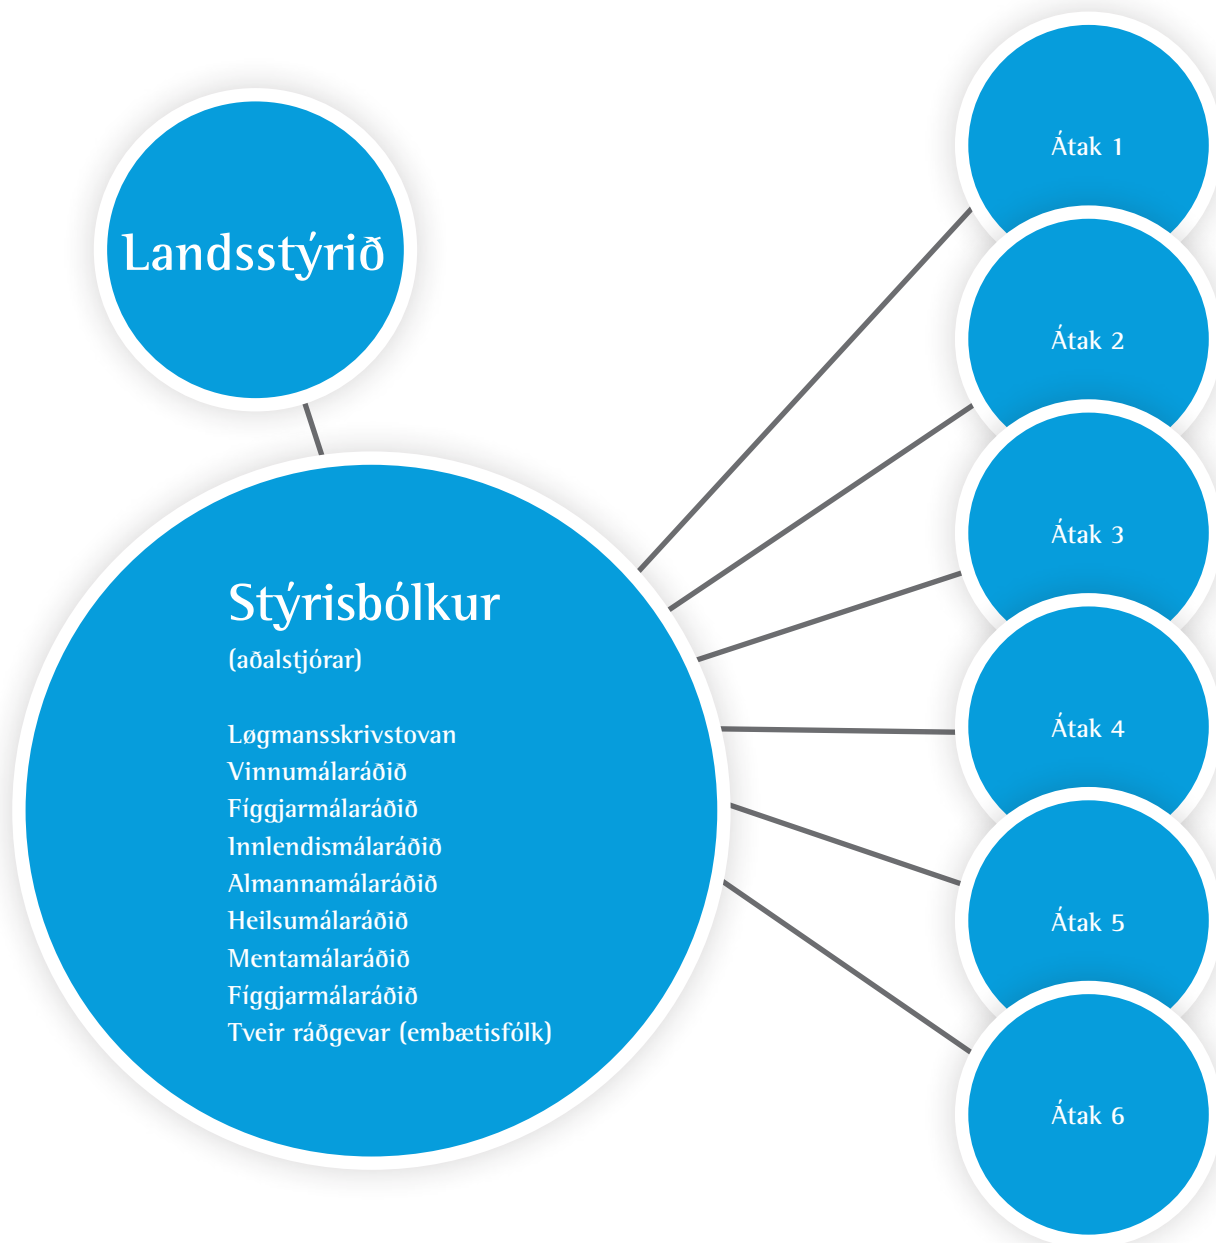 Landsstýrið
Stýrisbólkur
(aðalstjórar)
Løgmansskrivstovan
Vinnumálaráðið
Fíggjarmálaráðið
Innlendismálaráðið
Almannamálaráðið
Heilsumálaráðið
Mentamálaráðið
Fíggjarmálaráðið
Tveir ráðgevar (embætisfólk)
Átak 1
Átak 2
Átak 3
Átak 4
Átak 5
Átak 6